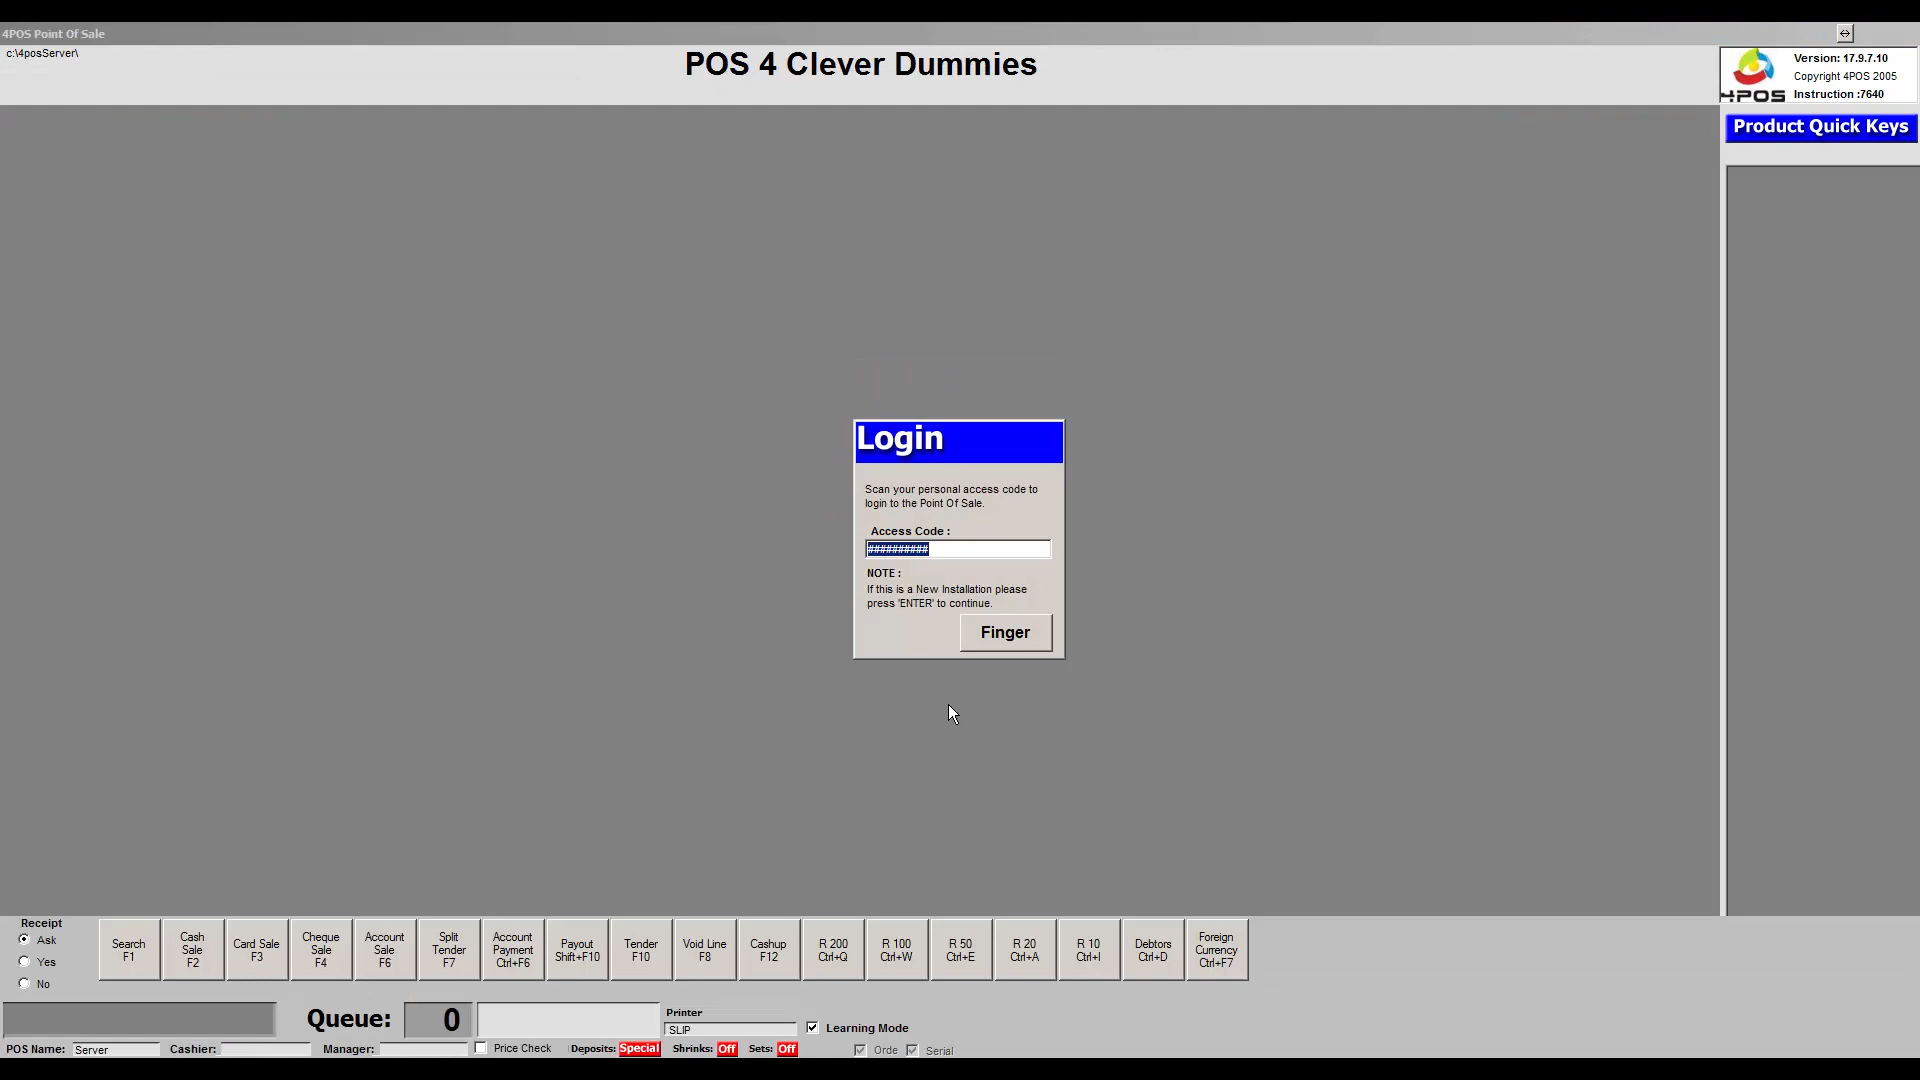 4POS Point Of Sale
c:\4posServer\
POS 4 Clever Dummies
4POS
Version: 17.9.7.10
Copyright 4POS 2005
Instruction :7640
Product Quick Keys
Login
Scan your personal access code to
login to the Point Of Sale.
Access Code :
##########
NOTE :
If this is a New Installation please
press 'ENTER' to continue.
Finger
Receipt
Ask
Yes
No
Search
F1
Cash
Sale
F2
Card Sale
F3
Cheque
Sale
F4
Account
Sale
F6
Split
Tender
F7
Account
Payment
Ctrl+F6
Payout
Shift+F10
Tender
F10
Void Line
F8
Cashup
F12
R 200
Ctrl+Q
R 100
Ctrl+W
R 50
Ctrl+E
R 20
Ctrl+A
R 10
Ctrl+I
Debtors
Ctrl+D
Foreign
Currency
Ctrl+F7
Queue: 0
Printer
SLIP
Learning Mode
POS Name: Server Cashier: Manager: Price Check Deposits: Special Shrinks: Off Sets: Off Orde Serial